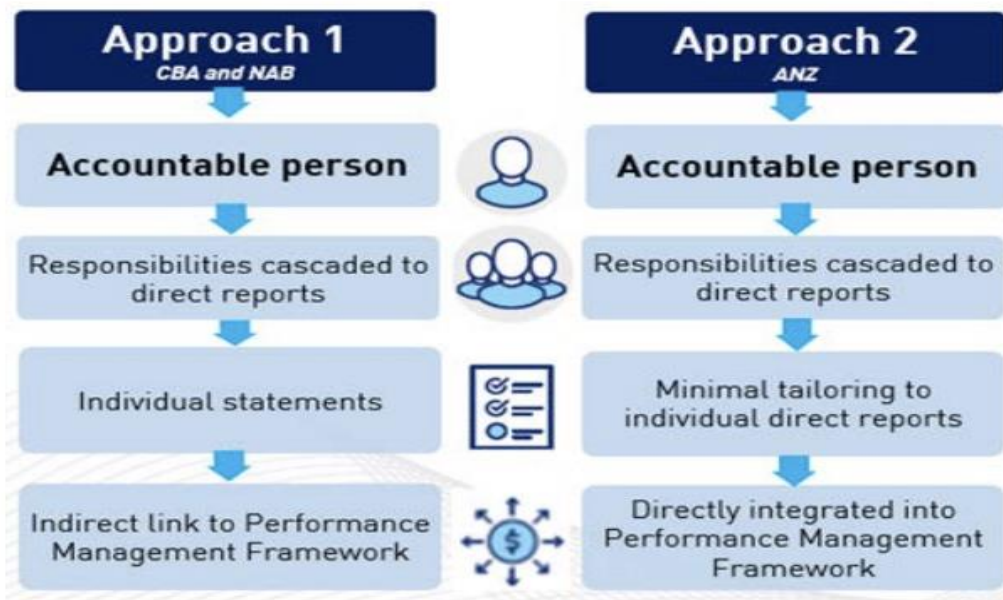 Approach 1
CBA and NAB
Accountable person
Responsibilities cascaded to
direct reports
Individual statements
Indirect link to Performance
Management Framework
Approach 2
ANZ
Accountable person
Responsibilities cascaded to
direct reports
Minimal tailoring to
individual direct reports
Directly integrated into
Performance Management
Framework
$